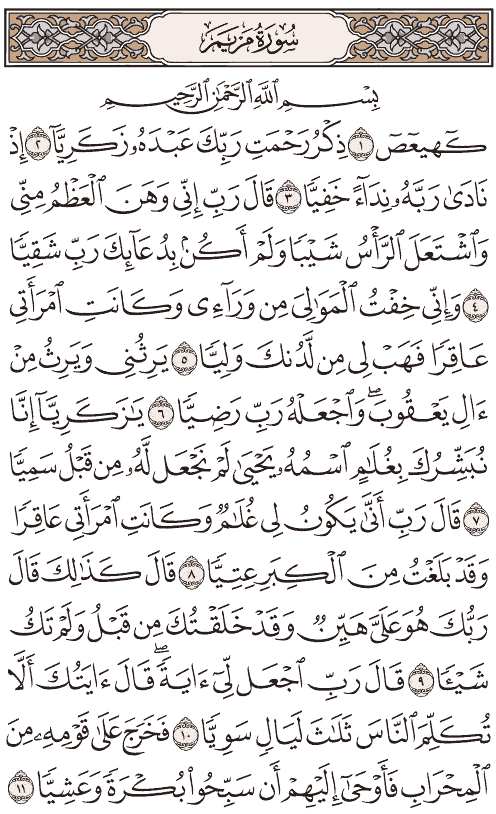 سُورَةُ مَرْيَمَ
بِسْمِ ٱللَّهِ ٱلرَّحْمَٰنِ ٱلرَّحِيمِ
كٓهيعٓصٓ ١ ذِكْرُ رَحْمَتِ رَبِّكَ عَبْدَهُۥ زَكَرِيَّآ ٢ إِذْ
نَادَىٰ رَبَّهُۥ نِدَآءً خَفِيًّا ٣ قَالَ رَبِّ إِنِّي وَهَنَ ٱلْعَظْمُ مِنِّي
وَٱشْتَعَلَ ٱلرَّأْسُ شَيْبًا وَلَمْ أَكُنۢ بِدُعَآئِكَ رَبِّ شَقِيًّا
٤ وَإِنِّي خِفْتُ ٱلْمَوَٰلِيَ مِن وَرَآءِي وَكَانَتِ ٱمْرَأَتِي
عَاقِرًا فَهَبْ لِي مِن لَّدُنكَ وَلِيًّا ٥ يَرِثُنِي وَيَرِثُ مِنْ
ءَالِ يَعْقُوبَۖ وَٱجْعَلْهُ رَبِّ رَضِيًّا ٦ يَٰزَكَرِيَّآ إِنَّا
نُبَشِّرُكَ بِغُلَٰمٍ ٱسْمُهُۥ يَحْيَىٰ لَمْ نَجْعَل لَّهُۥ مِن قَبْلُ سَمِيًّا
٧ قَالَ رَبِّ أَنَّىٰ يَكُونُ لِي غُلَٰمٌ وَكَانَتِ ٱمْرَأَتِي عَاقِرًا
وَقَدْ بَلَغْتُ مِنَ ٱلْكِبَرِ عِتِيًّا ٨ قَالَ كَذَٰلِكَ قَالَ
رَبُّكَ هُوَ عَلَيَّ هَيِّنٌ وَقَدْ خَلَقْتُكَ مِن قَبْلُ وَلَمْ تَكُ
شَيْـًٔا ٩ قَالَ رَبِّ ٱجْعَل لِّيٓ ءَايَةًۖ قَالَ ءَايَتُكَ أَلَّا
تُكَلِّمَ ٱلنَّاسَ ثَلَٰثَ لَيَالٍ سَوِيًّا ١٠ فَخَرَجَ عَلَىٰ قَوْمِهِۦ مِنَ
ٱلْمِحْرَابِ فَأَوْحَىٰٓ إِلَيْهِمْ أَن سَبِّحُوا۟ بُكْرَةً وَعَشِيًّا ١١